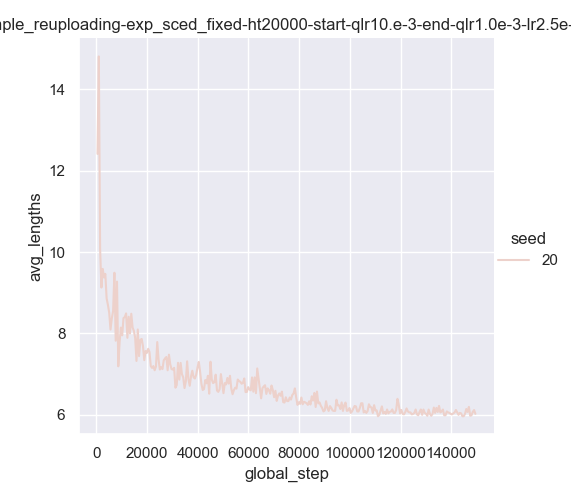 ple_reuploading-exp_sced_fixed-ht20000-start-qlr10.e-3-end-qlr1.0e-3-lr2.5e-
14
12
10
8
6
avg_lengths
0 20000 40000 60000 80000 100000 120000 140000
global_step
seed
20